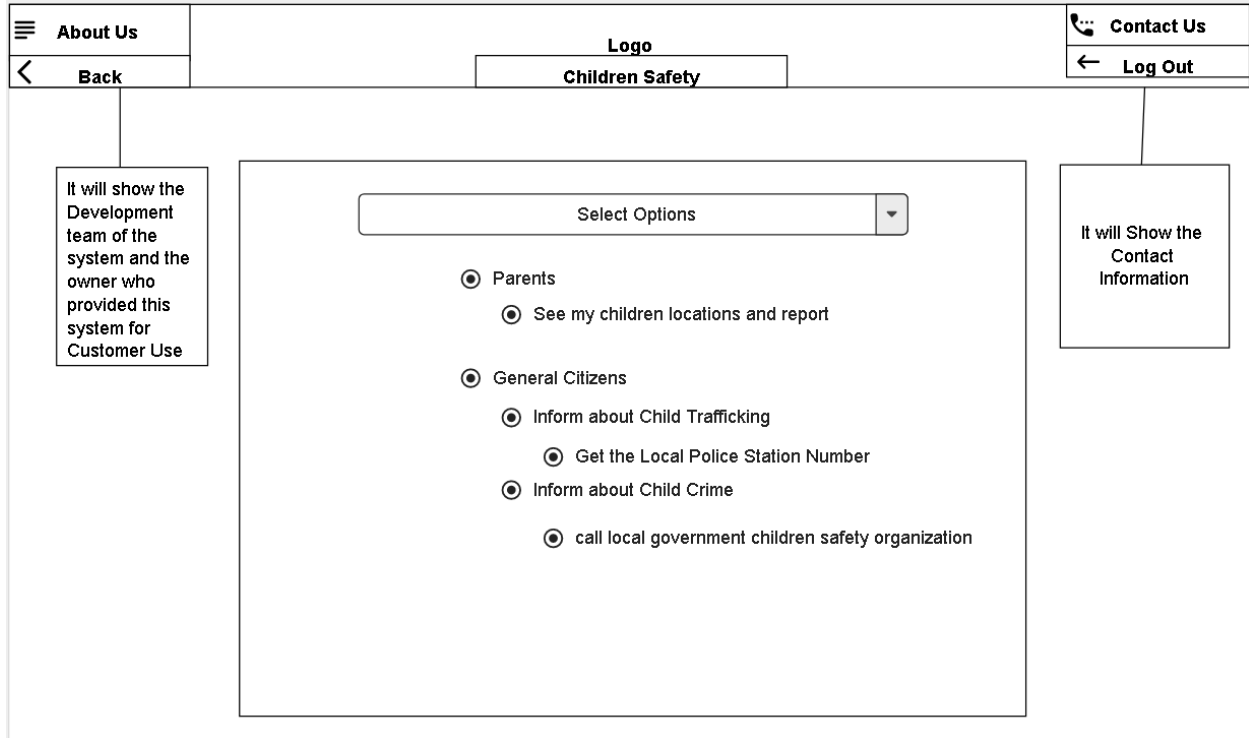 About Us
Back
Logo
Children Safety
Contact Us
Log Out
It will show the
Development
team of the
system and the
owner who
provided this
system for
Customer Use
Select Options
Parents
See my children locations and report
General Citizens
Inform about Child Trafficking
Get the Local Police Station Number
Inform about Child Crime
call local government children safety organization
It will Show the
Contact
Information